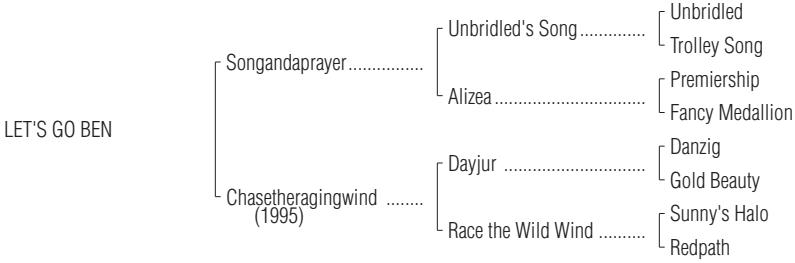 Unbridled
Unbridled's Song..............
Trolley Song
Songandaprayer................
Premiership
Alizea................................
Fancy Medallion
LET'S GO BEN
Danzig
Dayjur ..............................
Gold Beauty
Chasetheragingwind ........
(1995)
Sunny's Halo
Race the Wild Wind ..........
Redpath